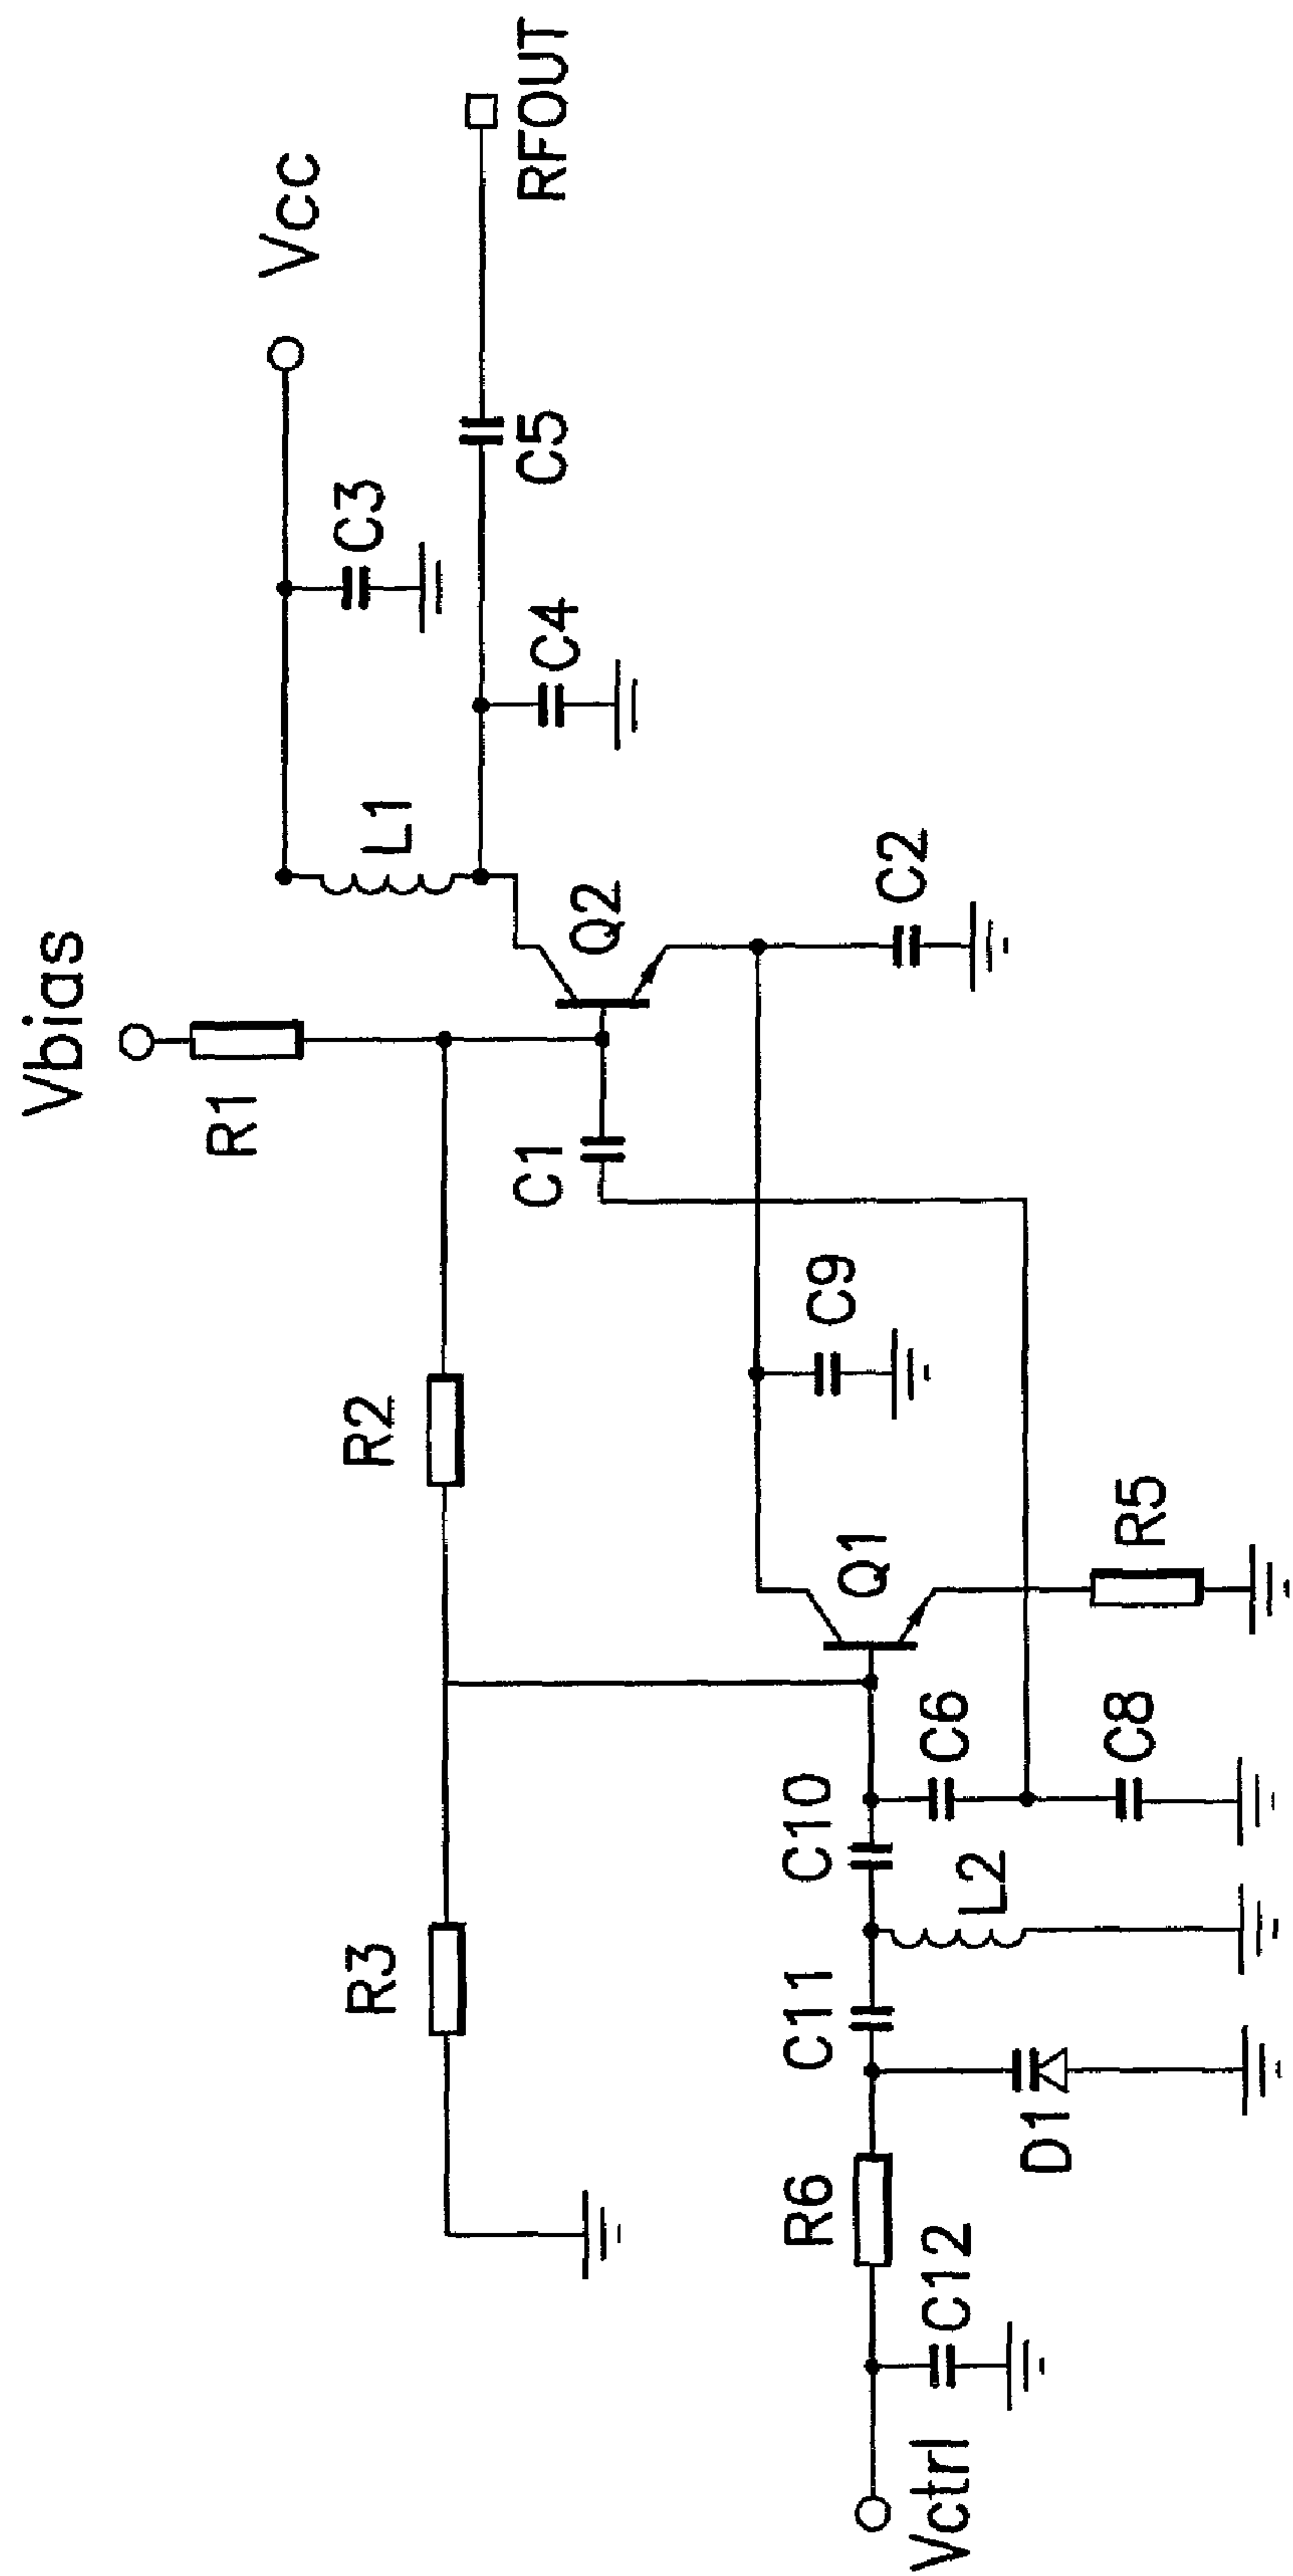 Vbias
Vcc
R1
L1
C3
R3
R2
C1
Q2
C4
C5
RFOUT
C11
C10
Q1
C9
C2
R6
D1
L2
C6
C12
C8
R5
Vctrl